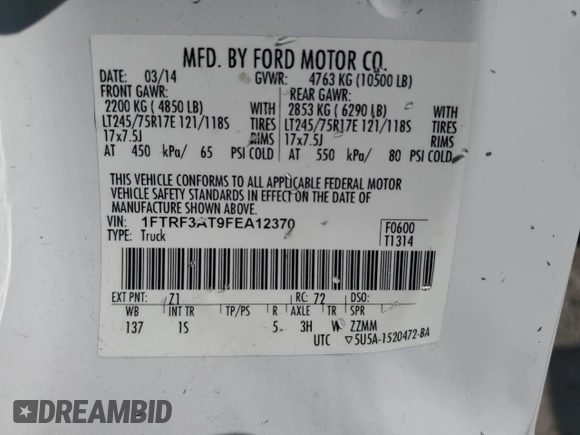 MFD. BY FORD MOTOR CO.
DATE: 03/14 GVWR: 4763 KG (10500 LB)
FRONT GAWR: REAR GAWR:
2200 KG ( 4850 LB) WITH 2853 KG ( 6290 LB) WITH
LT245/75R17E 121/118S TIRES LT245/75R17E 121/118S TIRES
17x7.5J RIMS 17x7.5J RIMS
AT 450 kPa/ 65 PSI COLD AT 550 kPa/ 80 PSI COLD
THIS VEHICLE CONFORMS TO ALL APPLICABLE FEDERAL MOTOR
VEHICLE SAFETY STANDARDS IN EFFECT ON THE DATE OF
MANUFACTURE SHOWN ABOVE.
VIN: 1FTRF3AT9FEA12370 F0600
TYPE: Truck T1314
EXT PNT: Z1 RC: 72 DSO:
WB INT TR TP/PS R AXLE TR SPR
137 1S 5 3H W ZZMM
UTC ▽5U5A-1520472-BA
DREAMBID